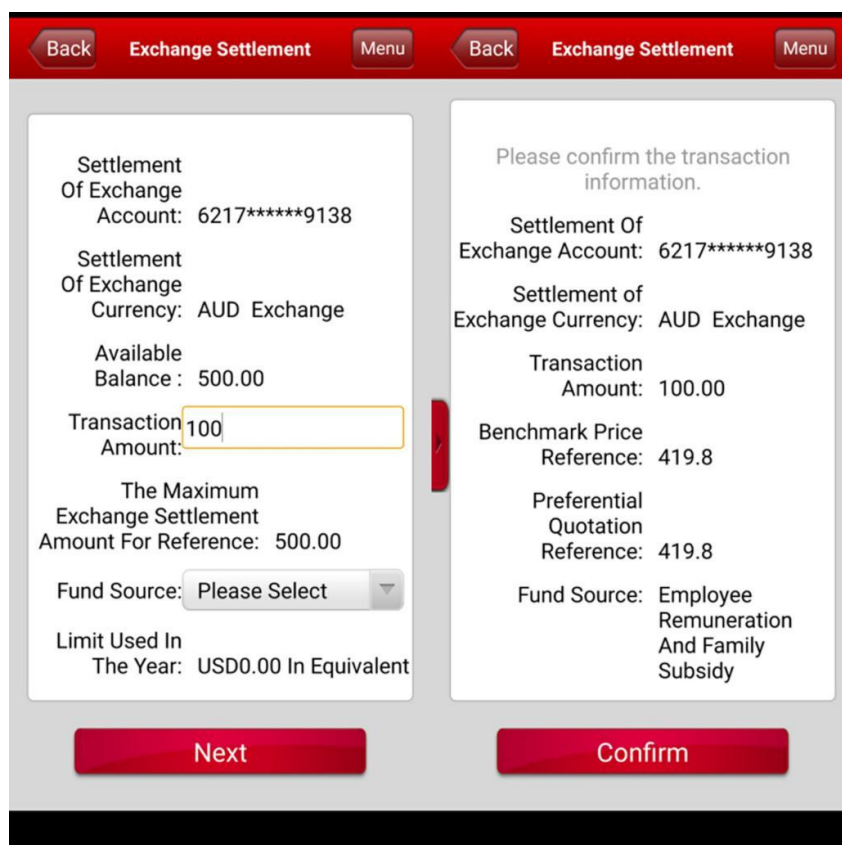 Back Exchange Settlement Menu
Settlement
Of Exchange
Account: 6217******9138
Settlement
Of Exchange
Currency: AUD Exchange
Available
Balance : 500.00
Transaction
Amount: 100
The Maximum
Exchange Settlement
Amount For Reference: 500.00
Fund Source: Please Select
Limit Used In
The Year: USD0.00 In Equivalent
Next
Back Exchange Settlement Menu
Please confirm the transaction
information.
Settlement Of
Exchange Account: 6217******9138
Settlement of
Exchange Currency: AUD Exchange
Transaction
Amount: 100.00
Benchmark Price
Reference: 419.8
Preferential
Quotation
Reference: 419.8
Fund Source: Employee
Remuneration
And Family
Subsidy
Confirm